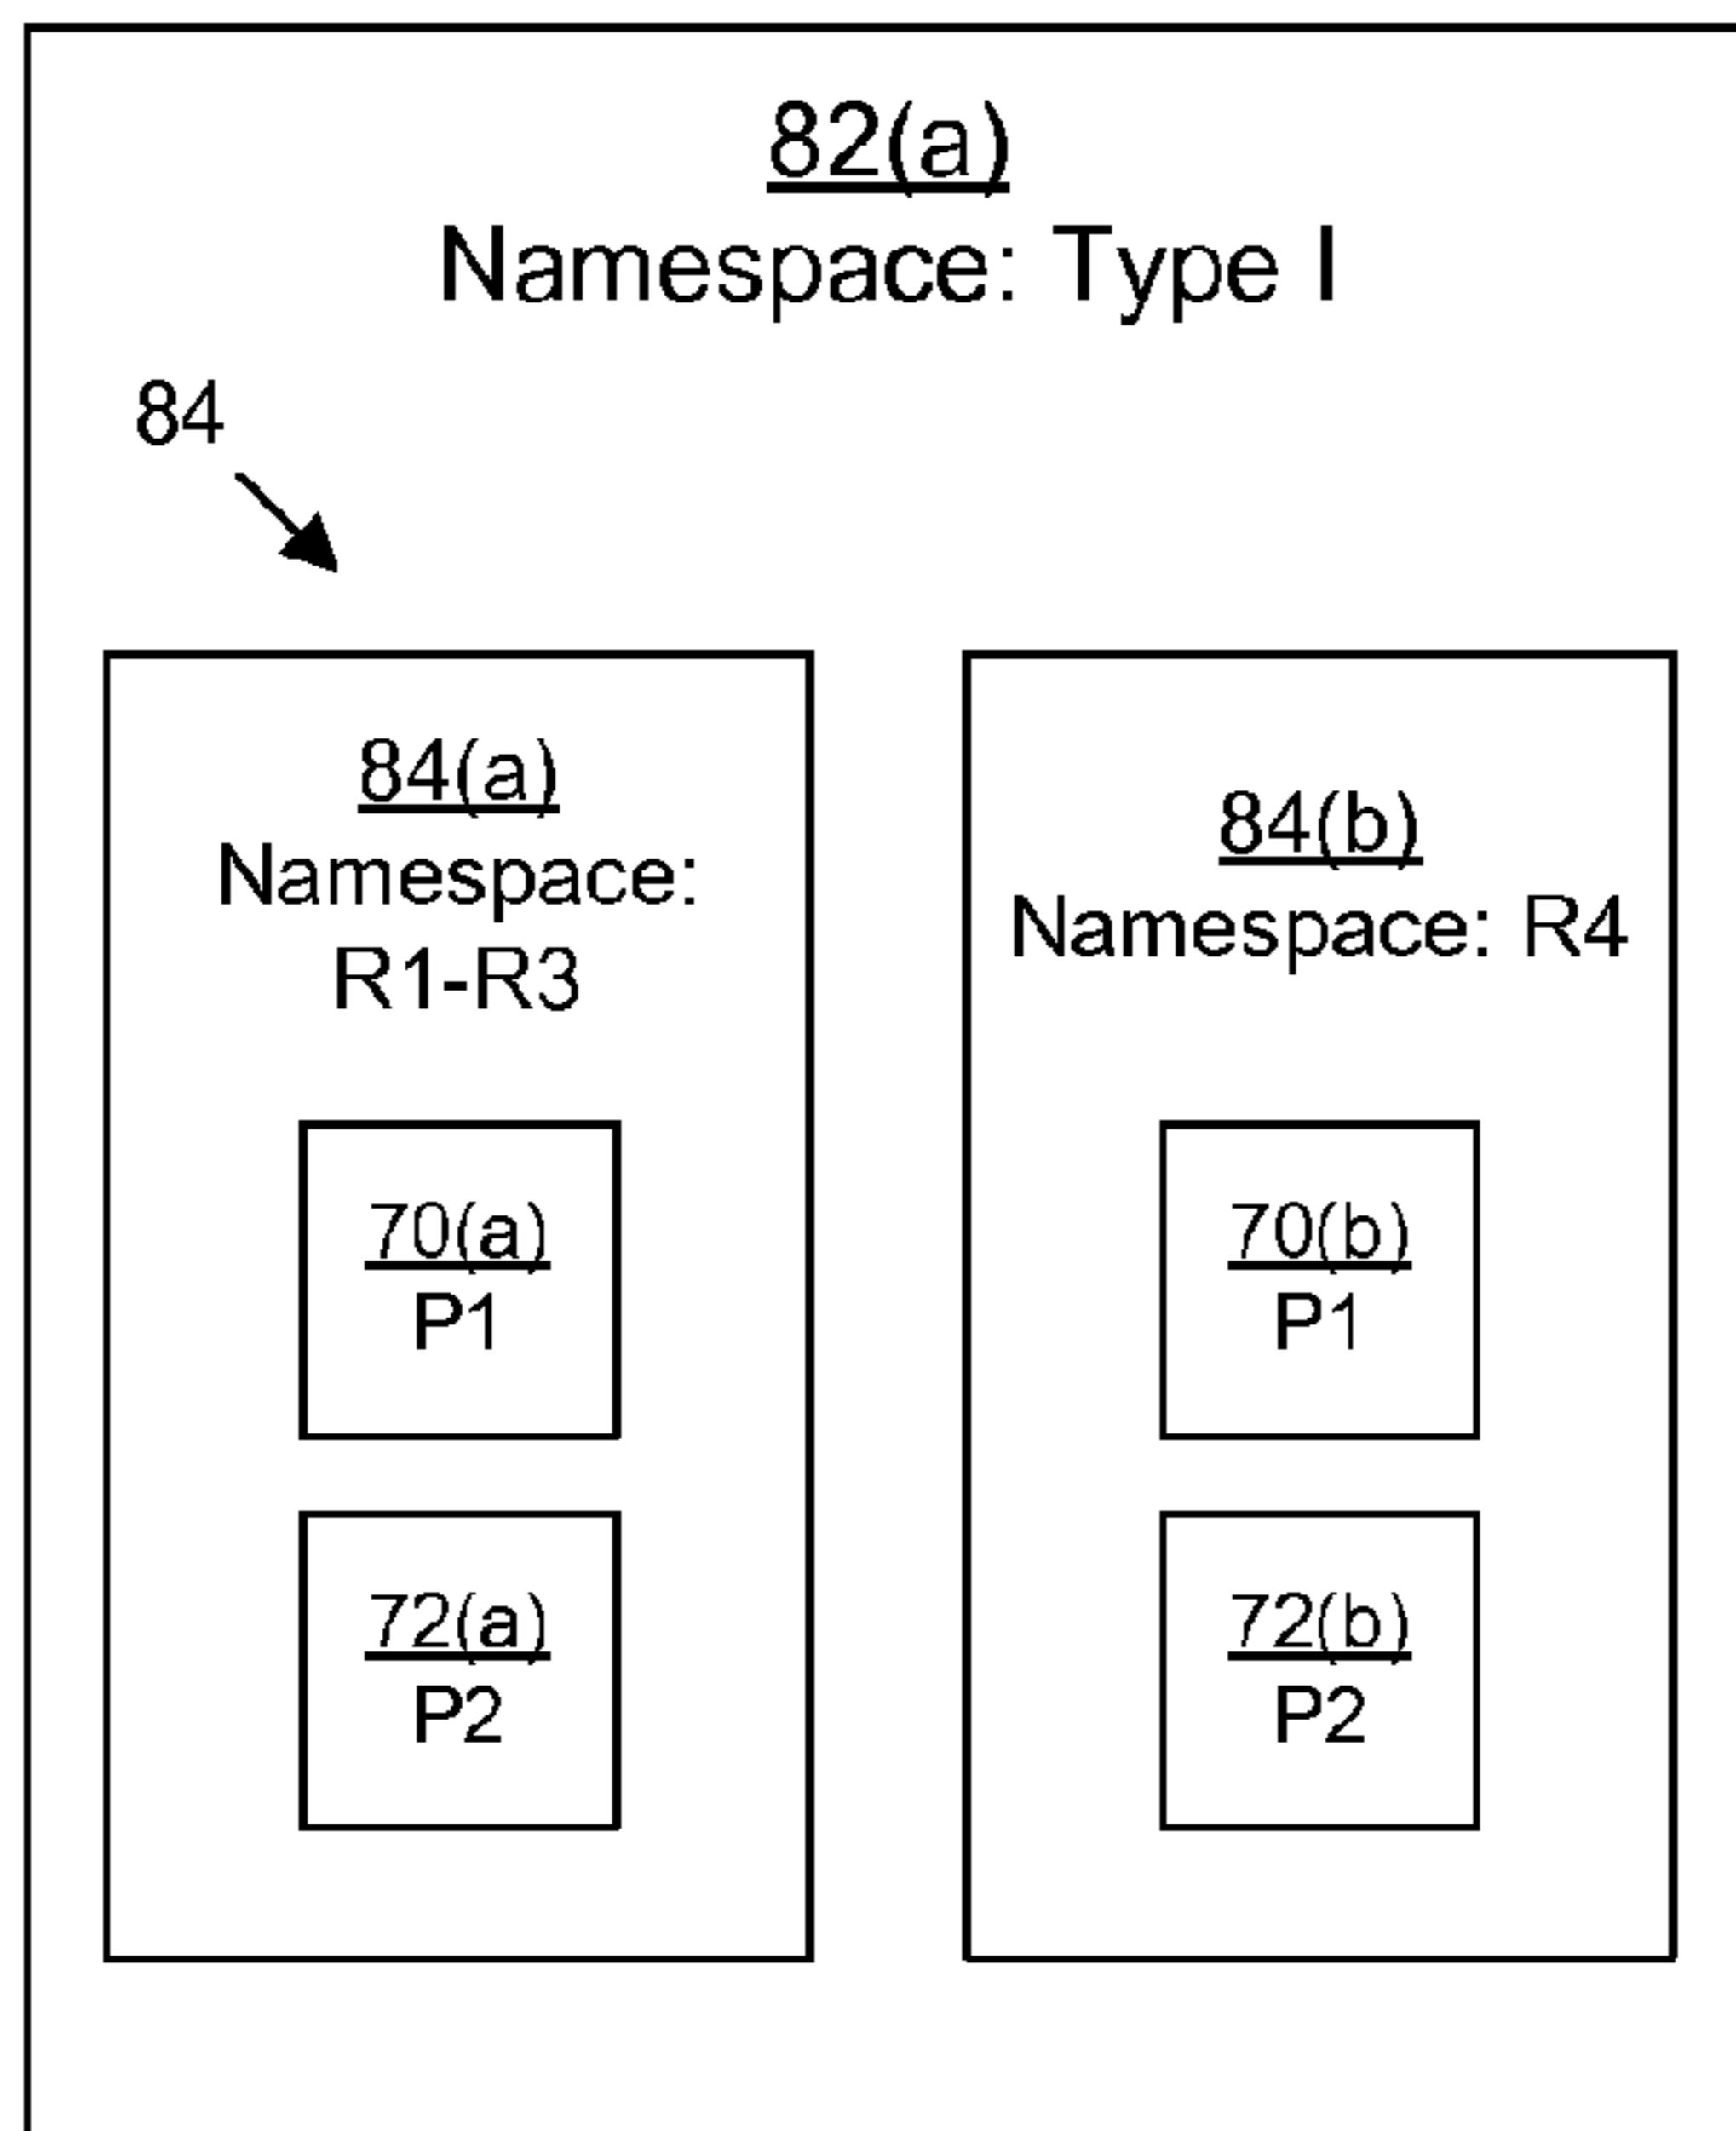 82(a)
Namespace: Type I
84
84(a)
Namespace:
R1-R3
70(a)
P1
72(a)
P2
84(b)
Namespace: R4
70(b)
P1
72(b)
P2